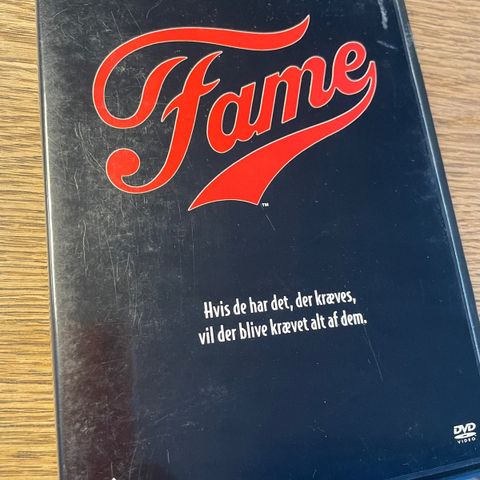 Fame
™
Hvis de har det, der kræves,
vil der blive krævet alt af dem.
DVD
VIDEO